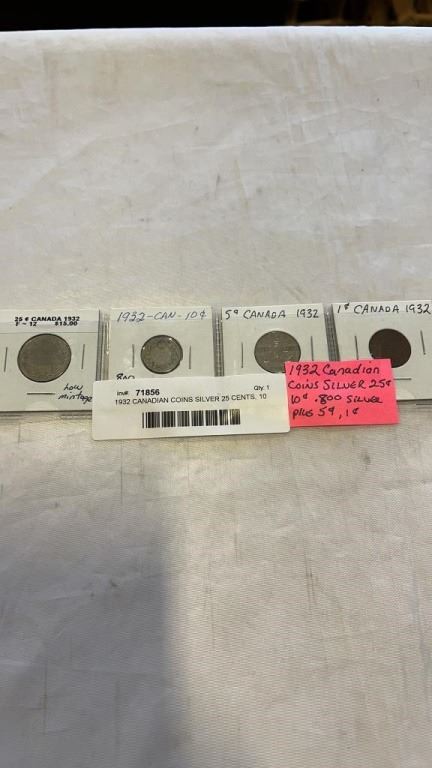 25 ¢ CANADA 1932
F - 12 $15.00
low
mintage
1932-CAN-10¢
800
5¢ CANADA 1932
1¢ CANADA 1932
Inv#: 71856 Qty: 1
1932 CANADIAN COINS SILVER 25 CENTS, 10
1932 Canadian
Coins Silver 25¢
10¢ .800 Silver
plus 5¢, 1¢